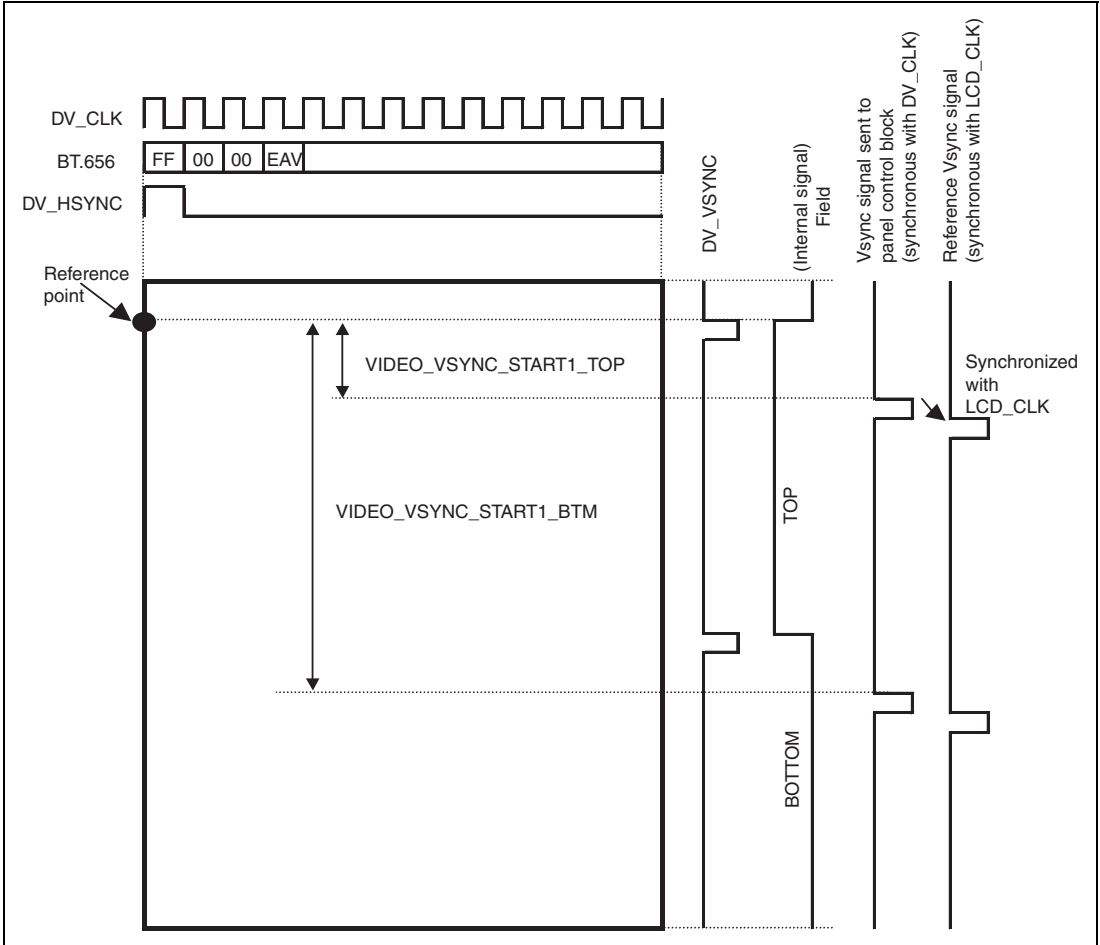 DV_CLK
BT.656
FF 00 00 EAV
DV_HSYNC
DV_VSYNC
(Internal signal)
Field
Vsync signal sent to
panel control block
(synchronous with DV_CLK)
Reference Vsync signal
(synchronous with LCD_CLK)
Reference
point
VIDEO_VSYNC_START1_TOP
Synchronized
with
LCD_CLK
VIDEO_VSYNC_START1_BTM
TOP
BOTTOM